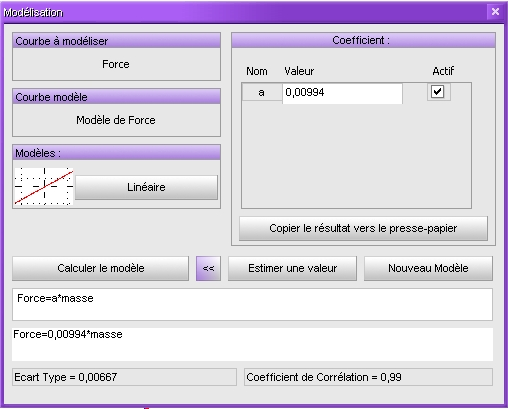 Modélisation
Courbe à modéliser
Force
Courbe modèle
Modèle de Force
Modèles :
Linéaire
Coefficient :
Nom Valeur Actif
a 0,00994
Copier le résultat vers le presse-papier
Calculer le modèle << Estimer une valeur Nouveau Modèle
Force=a*masse
Force=0,00994*masse
Ecart Type = 0,00667 Coefficient de Corrélation = 0,99